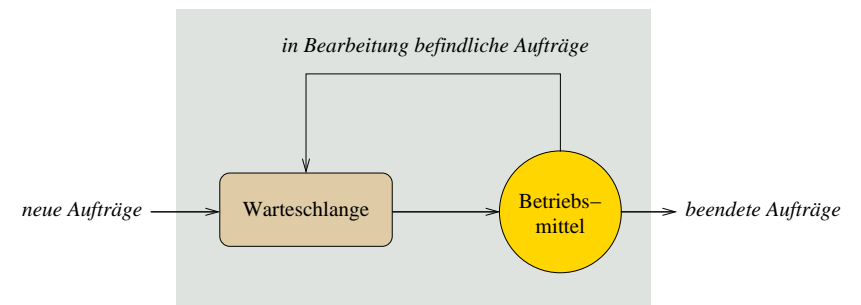 in Bearbeitung befindliche Aufträge
neue Aufträge
Warteschlange
Betriebs–
mittel
beendete Aufträge